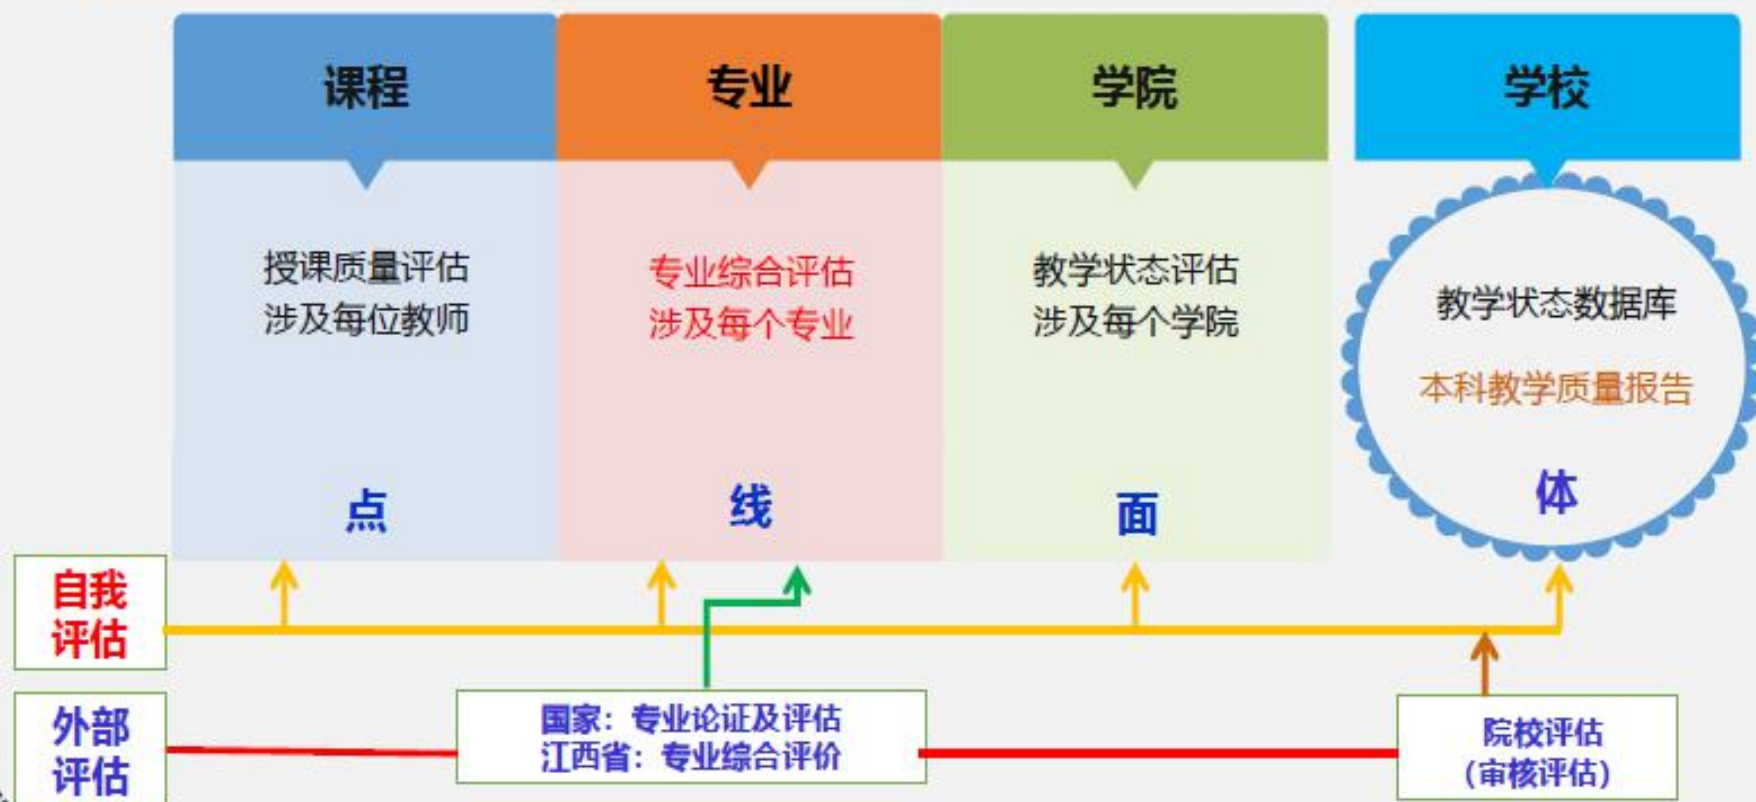 课程
专业
学院
学校
授课质量评估
涉及每位教师
点
专业综合评估
涉及每个专业
线
教学状态评估
涉及每个学院
面
教学状态数据库
本科教学质量报告
体
自我
评估
外部
评估
国家：专业论证及评估
江西省：专业综合评价
院校评估
（审核评估）